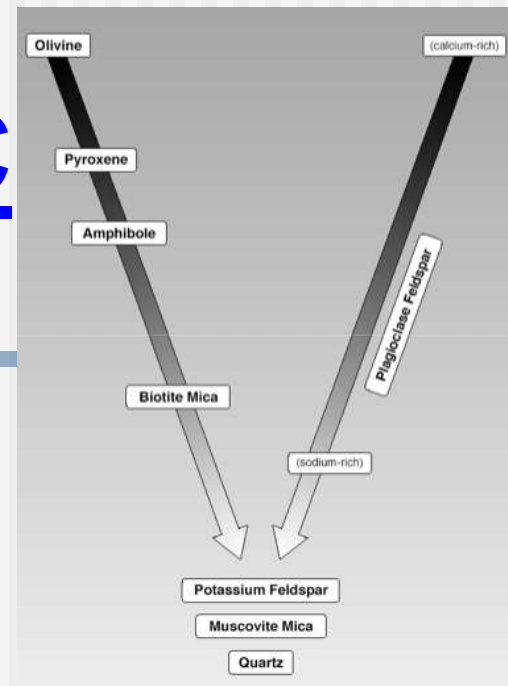 Olivine
(calcium-rich)
Pyroxene
Amphibole
Plagioclase Feldspar
Biotite Mica
(sodium-rich)
Potassium Feldspar
Muscovite Mica
Quartz